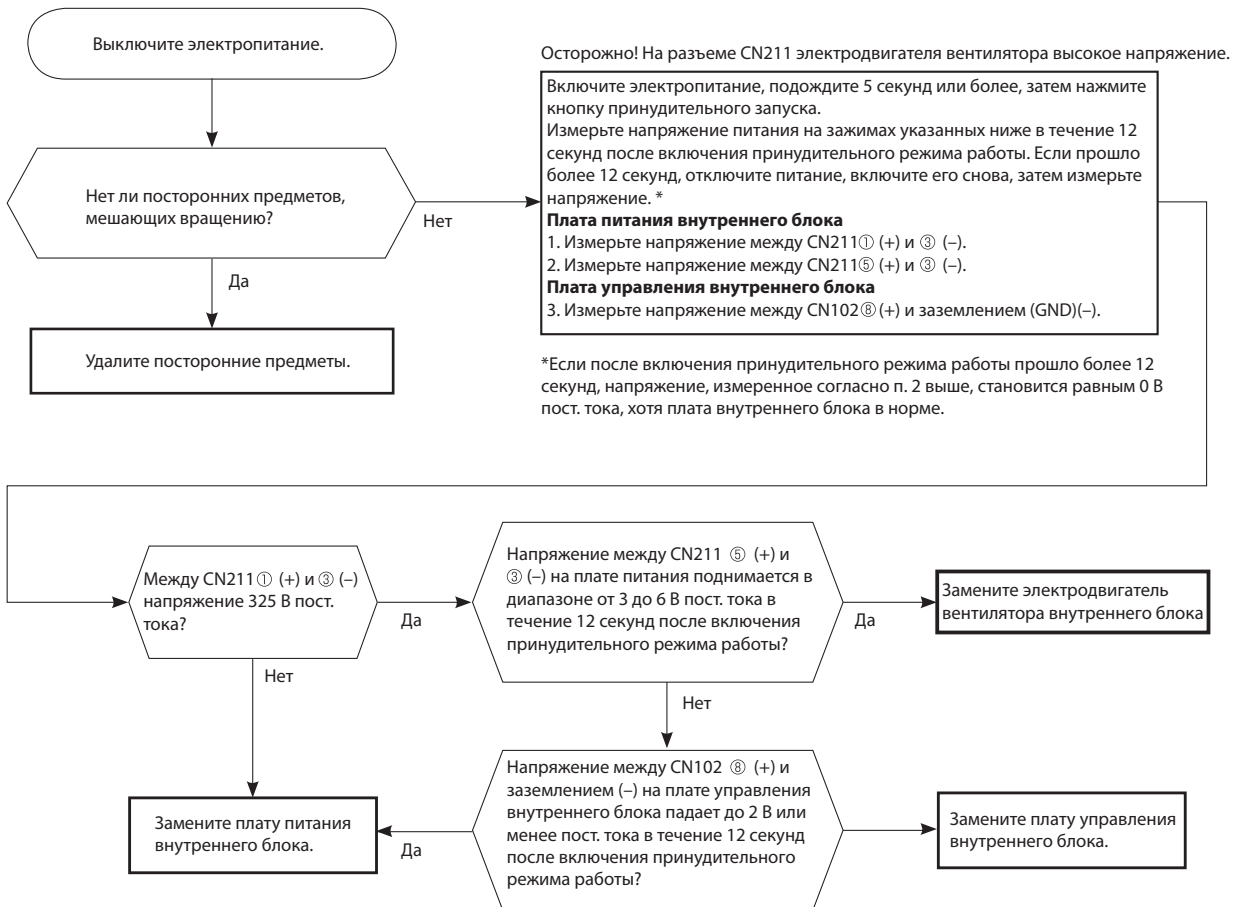 Выключите электропитание.
Осторожно! На разъеме CN211 электродвигателя вентилятора высокое напряжение.
Включите электропитание, подождите 5 секунд или более, затем нажмите
кнопку принудительного запуска.
Измерьте напряжение питания на зажимах указанных ниже в течение 12
секунд после включения принудительного режима работы. Если прошло
более 12 секунд, отключите питание, включите его снова, затем измерьте
напряжение. *
Плата питания внутреннего блока
1. Измерьте напряжение между CN211① (+) и ③ (–).
2. Измерьте напряжение между CN211⑤ (+) и ③ (–).
Плата управления внутреннего блока
3. Измерьте напряжение между CN102⑧ (+) и заземлением (GND)(–).
Нет ли посторонних предметов,
мешающих вращению?
Нет
Да
Удалите посторонние предметы.
*Если после включения принудительного режима работы прошло более 12
секунд, напряжение, измеренное согласно п. 2 выше, становится равным 0 В
пост. тока, хотя плата внутреннего блока в норме.
Между CN211① (+) и ③ (–)
напряжение 325 В пост.
тока?
Да
Нет
Напряжение между CN211 ⑤ (+) и
③ (–) на плате питания поднимается в
диапазоне от 3 до 6 В пост. тока в
течение 12 секунд после включения
принудительного режима работы?
Да
Нет
Замените электродвигатель
вентилятора внутреннего блока
Замените плату питания
внутреннего блока.
Да
Напряжение между CN102 ⑧ (+) и
заземлением (–) на плате управления
внутреннего блока падает до 2 В или
менее пост. тока в течение 12 секунд
после включения принудительного
режима работы?
Замените плату управления
внутреннего блока.